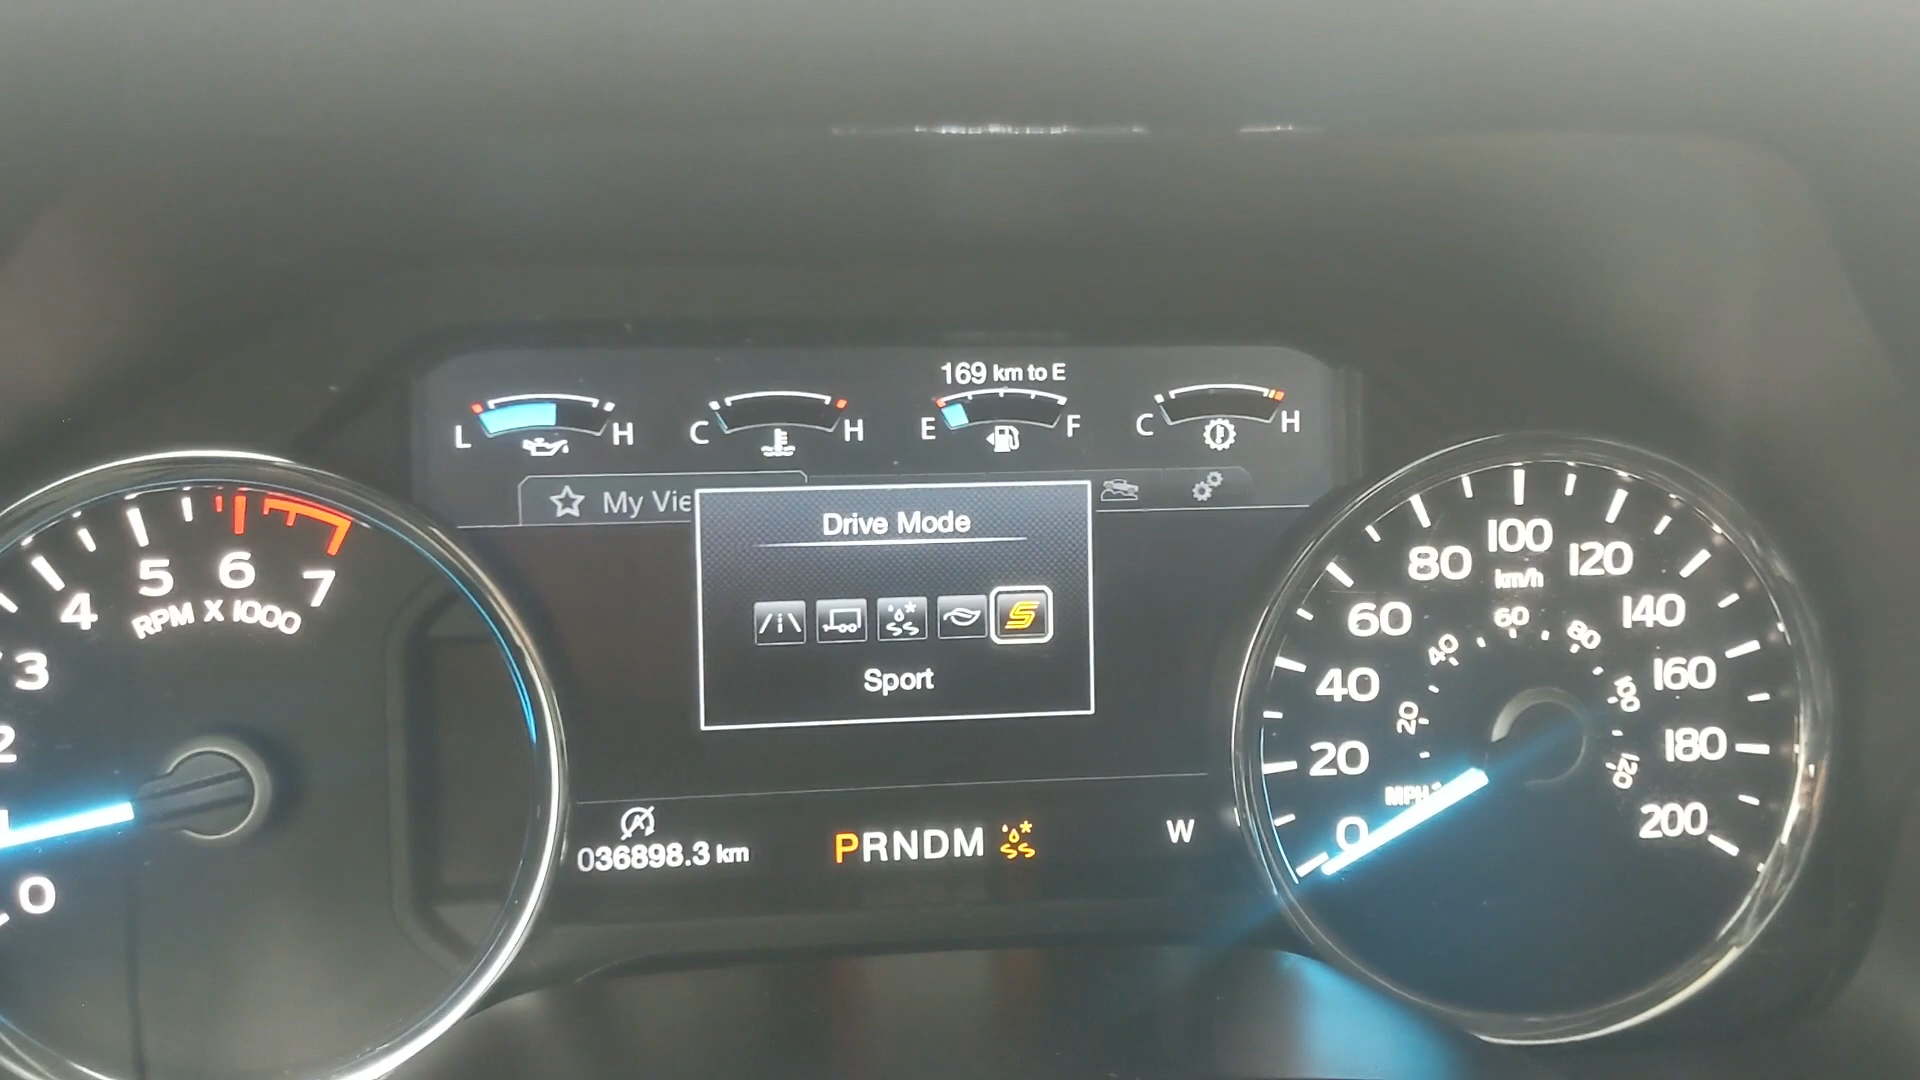 169 km to E
L H C H E F C H
My Vie
Drive Mode
Sport
036898.3 km
PRNDM
W
0 2 3 4 5 6 7
RPM X 1000
0 20 40 60 80 100 120 140 160 180 200
km/h
20 40 60 80 100 120
MPH